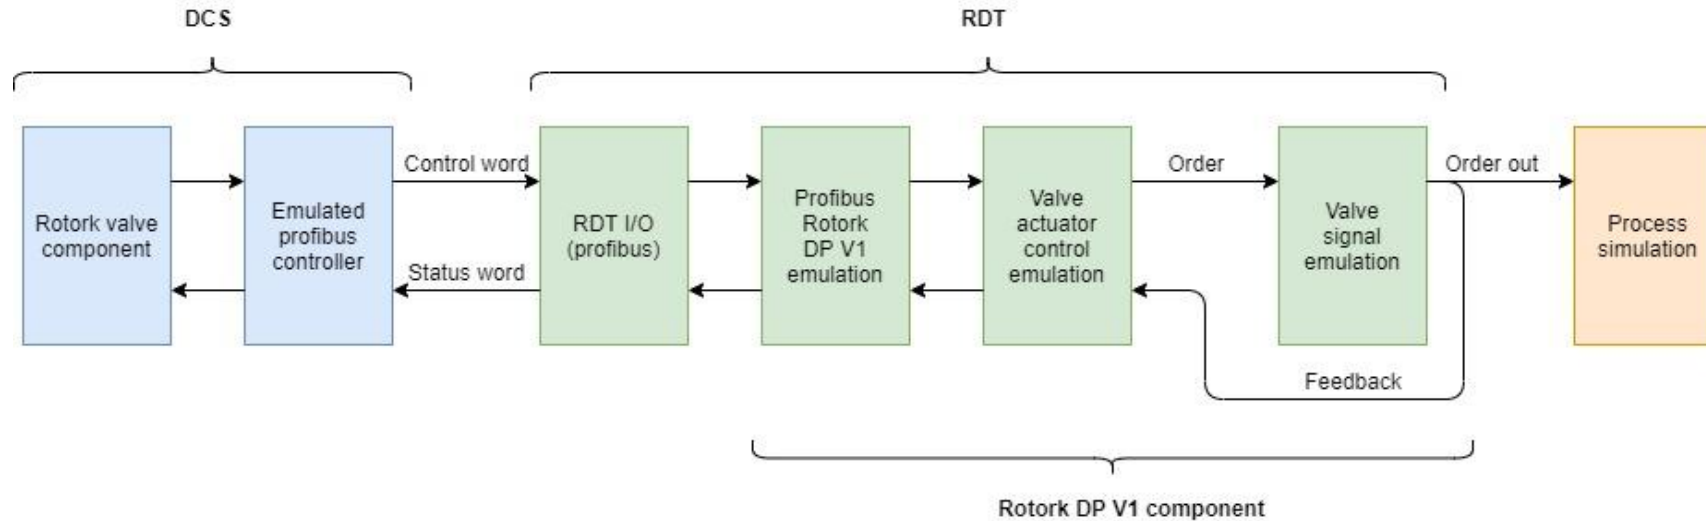 DCS
RDT
Rotork valve
component
Emulated
profibus
controller
Control word
Status word
RDT I/O
(profibus)
Profibus
Rotork
DP V1
emulation
Valve
actuator
control
emulation
Order
Valve
signal
emulation
Order out
Feedback
Process
simulation
Rotork DP V1 component